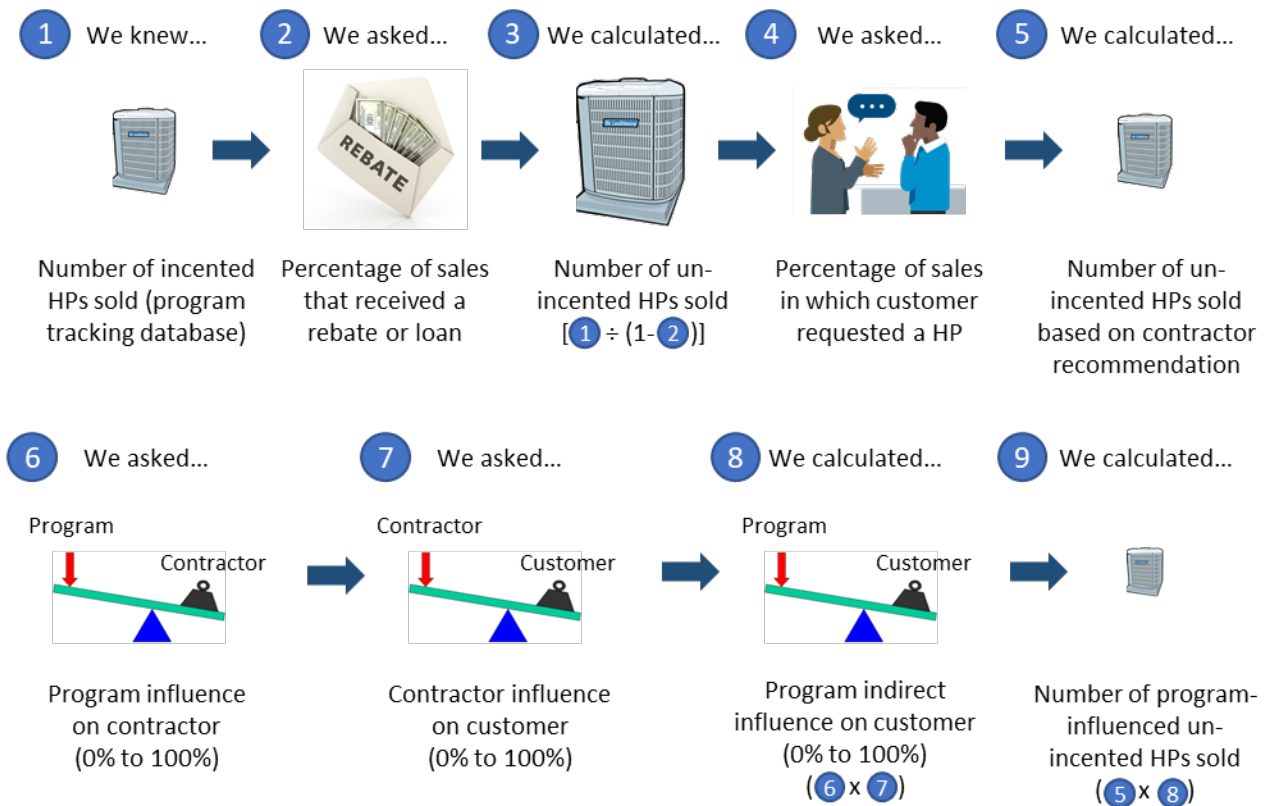 1 We knew...
2 We asked...
3 We calculated...
4 We asked...
5 We calculated...
REBATE
Number of incented
HPs sold (program
tracking database)
Percentage of sales
that received a
rebate or loan
Number of un-
incented HPs sold
[1 ÷ (1-2)]
Percentage of sales
in which customer
requested a HP
Number of un-
incented HPs sold
based on contractor
recommendation
6 We asked...
7 We asked...
8 We calculated...
9 We calculated...
Program
Contractor
Contractor
Customer
Program
Customer
Program influence
on contractor
(0% to 100%)
Contractor influence
on customer
(0% to 100%)
Program indirect
influence on customer
(0% to 100%)
(6 x 7)
Number of program-
influenced un-
incented HPs sold
(5 x 8)